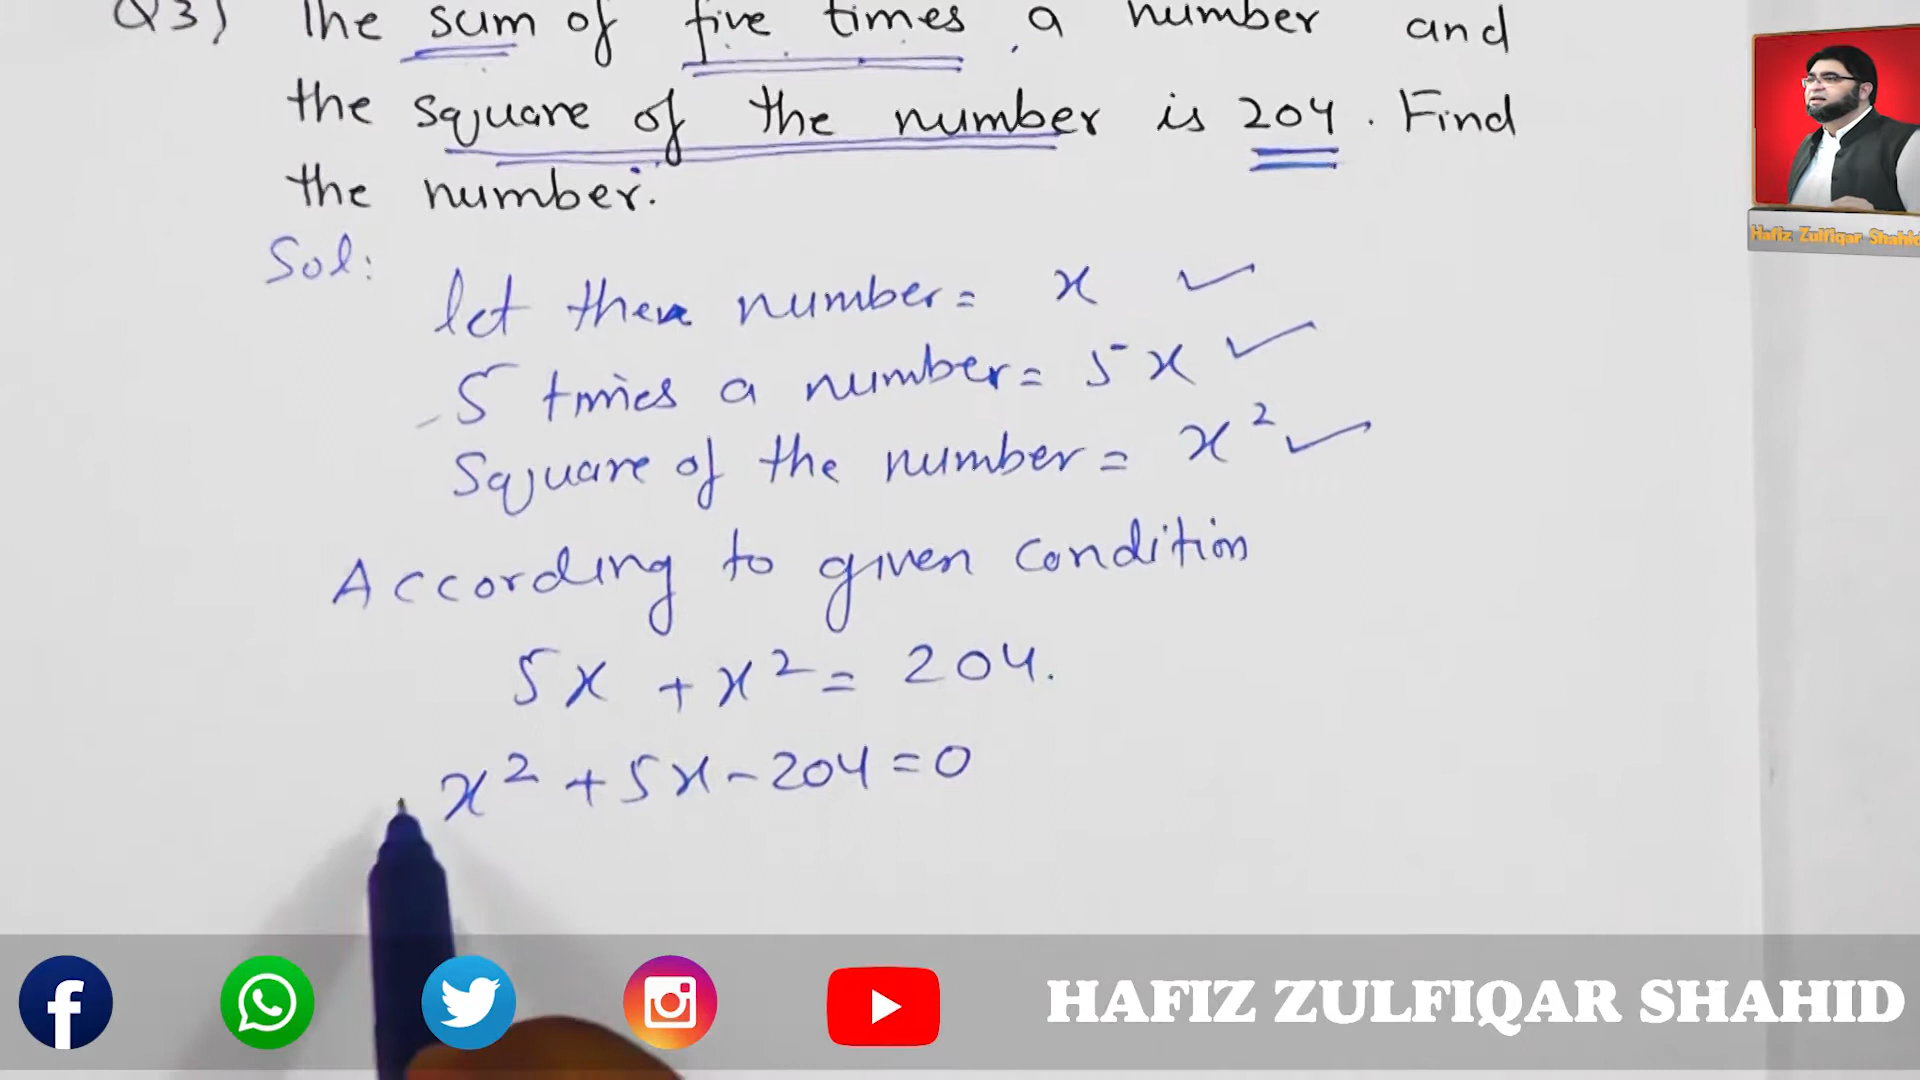 Q3) The sum of five times a number and
the square of the number is 204. Find
the number.
Sol:
let the number = x
5 times a number = 5x
Square of the number = x²
According to given condition
5x + x² = 204.
x² + 5x - 204 = 0
Hafiz Zulfiqar Shahid
HAFIZ ZULFIQAR SHAHID